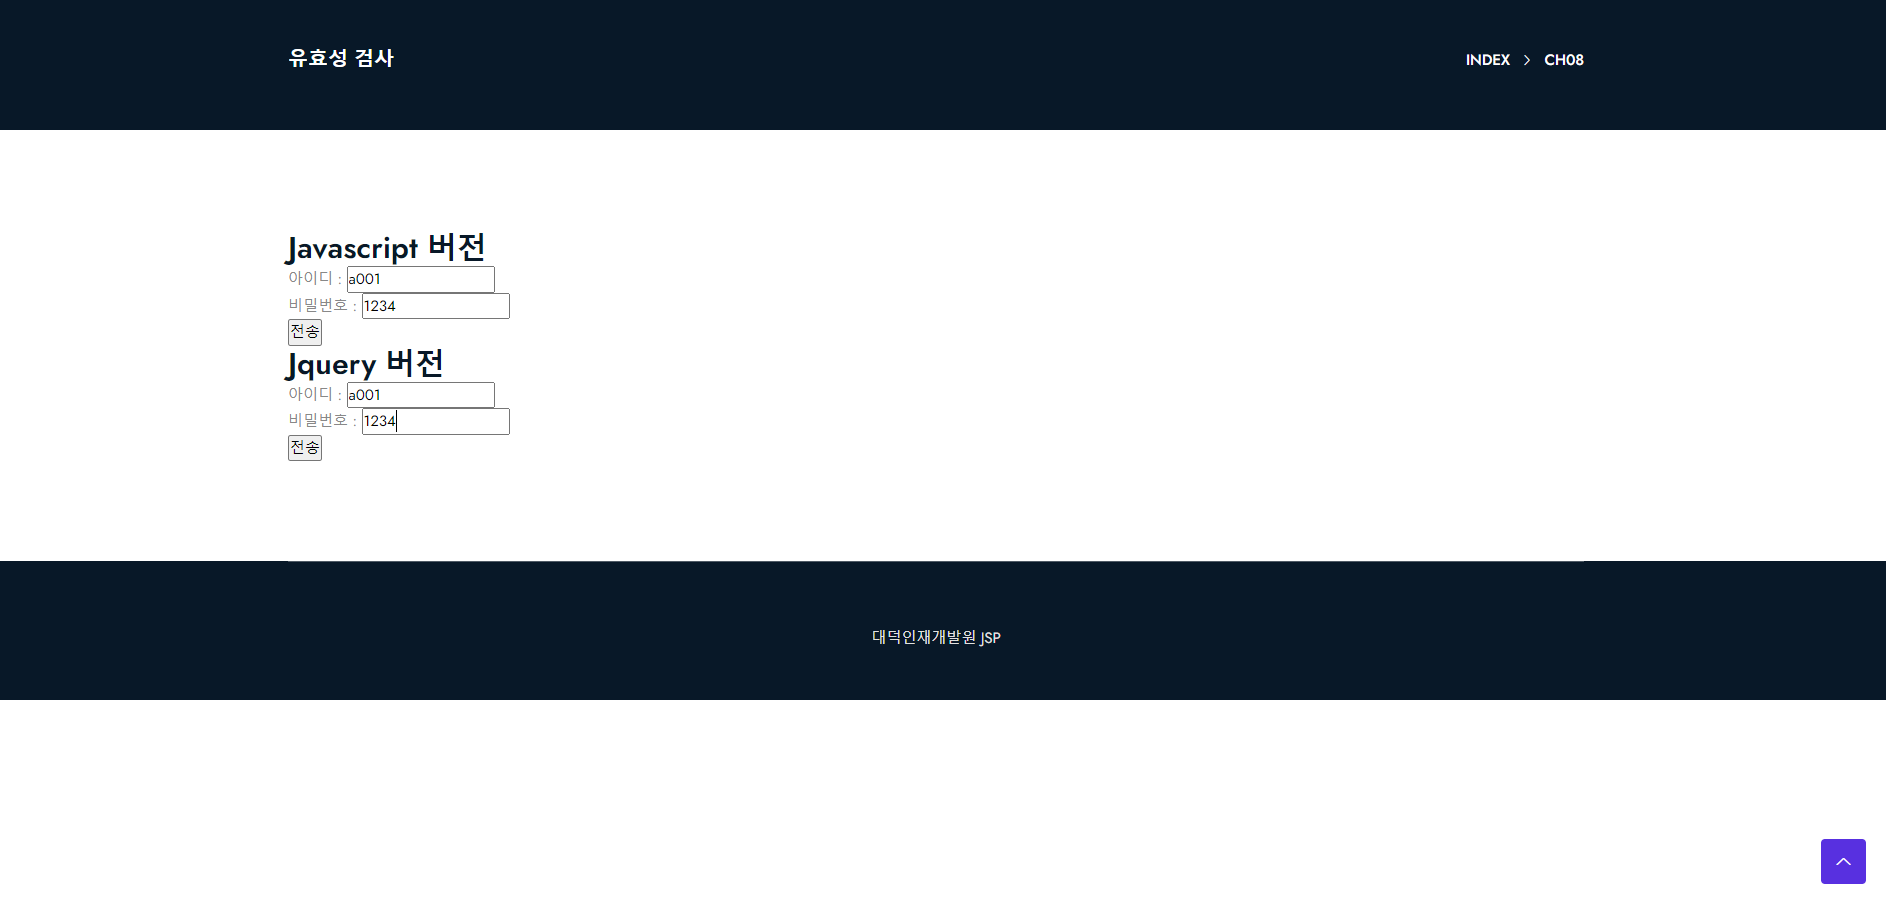 유효성 검사
INDEX > CH08
Javascript 버전
아이디 : a001
비밀번호 : 1234
전송
Jquery 버전
아이디 : a001
비밀번호 : 1234
전송
대덕인재개발원 JSP